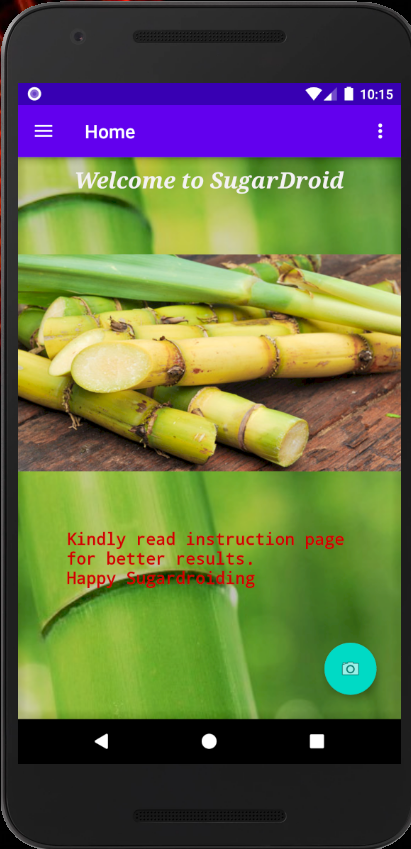 10:15
Home
Welcome to SugarDroid
Kindly read instruction page
for better results.
Happy Sugardroiding